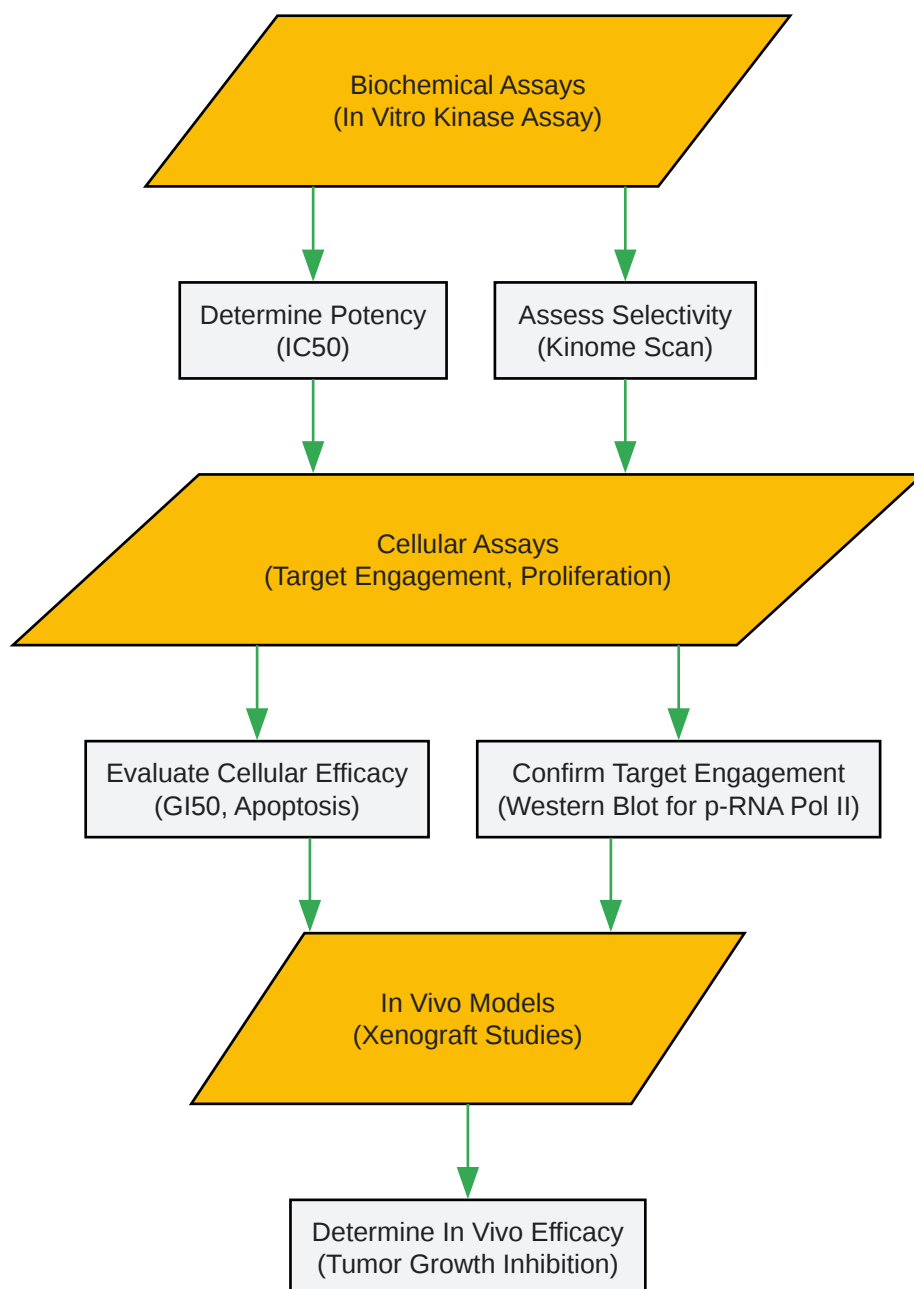 Biochemical Assays
(In Vitro Kinase Assay)
Determine Potency
(IC50)
Assess Selectivity
(Kinome Scan)
Cellular Assays
(Target Engagement, Proliferation)
Evaluate Cellular Efficacy
(GI50, Apoptosis)
Confirm Target Engagement
(Western Blot for p-RNA Pol II)
In Vivo Models
(Xenograft Studies)
Determine In Vivo Efficacy
(Tumor Growth Inhibition)